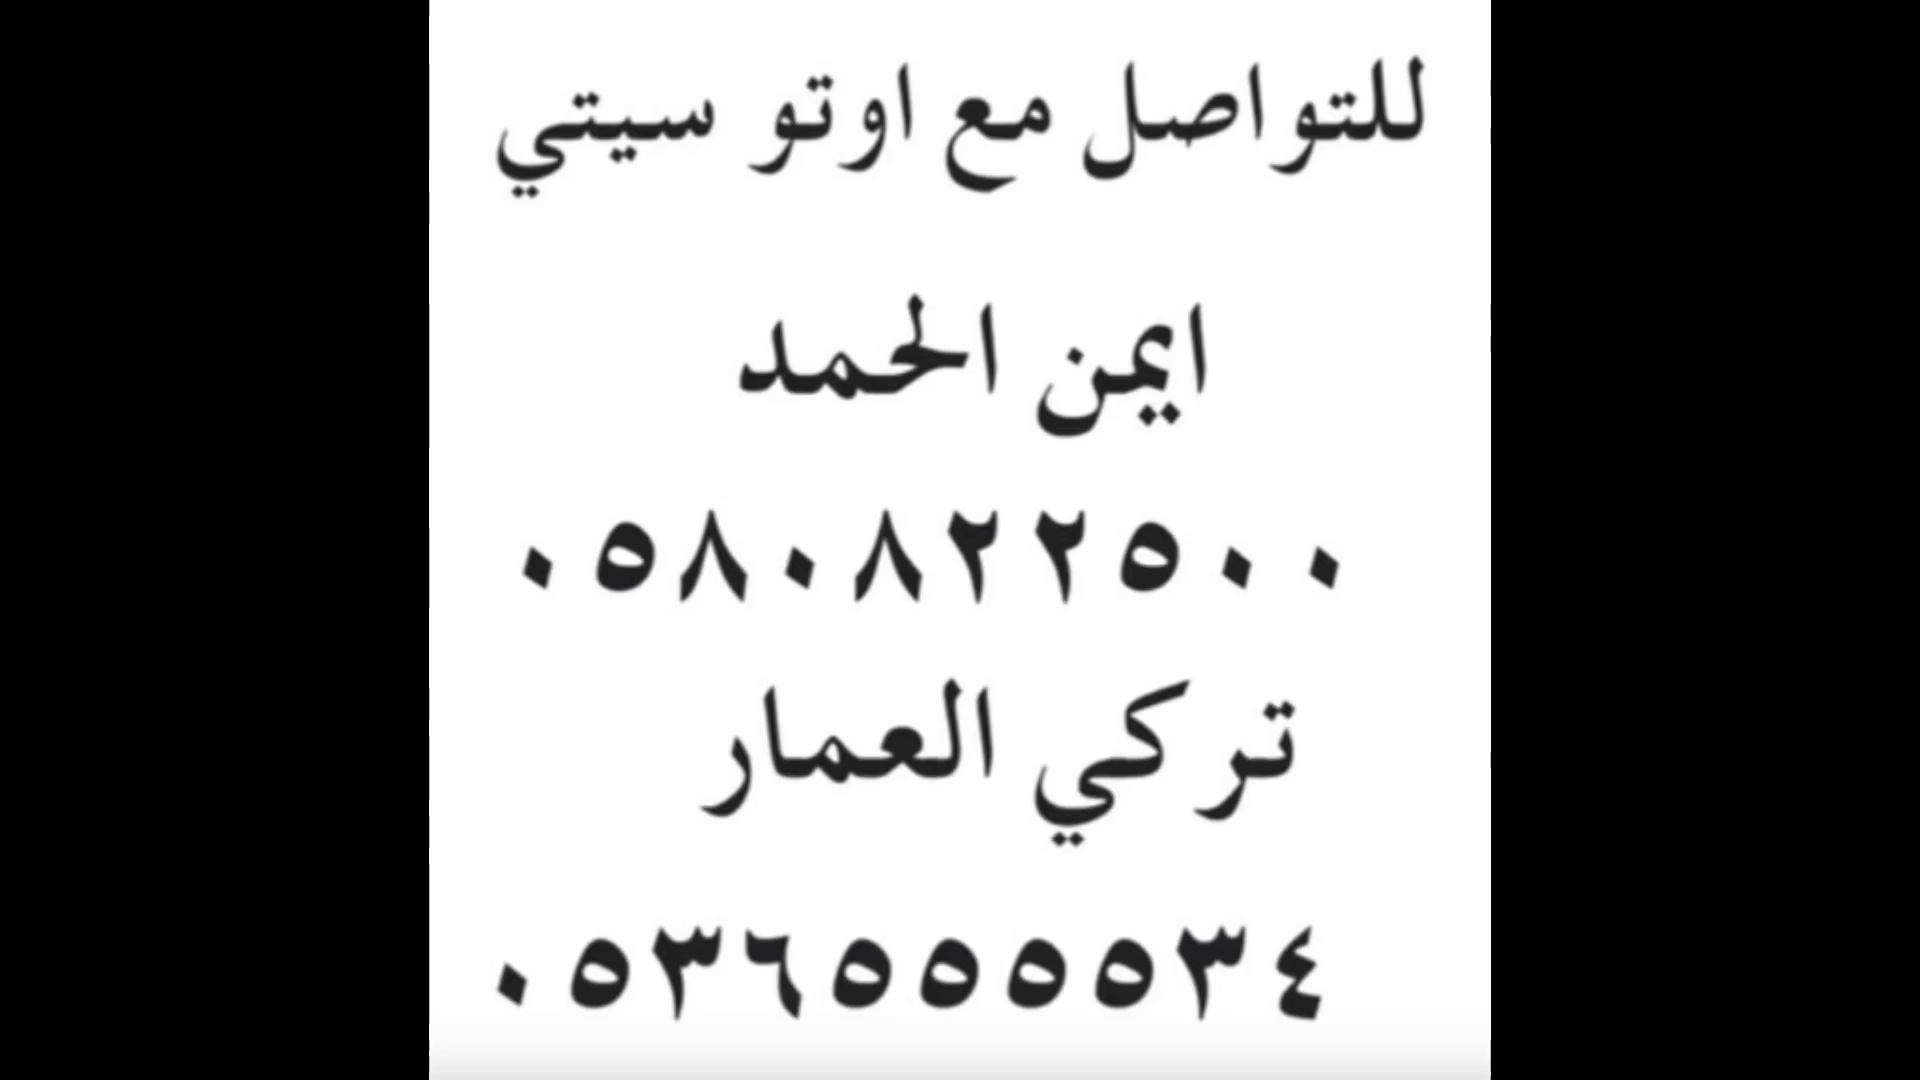 للتواصل مع اوتو سيتي
ايمن الحمد
٠٥٨٠٨٢٢٥٠٠
تركي العمار
٠٥٣٦٥٥٥٥٣٤